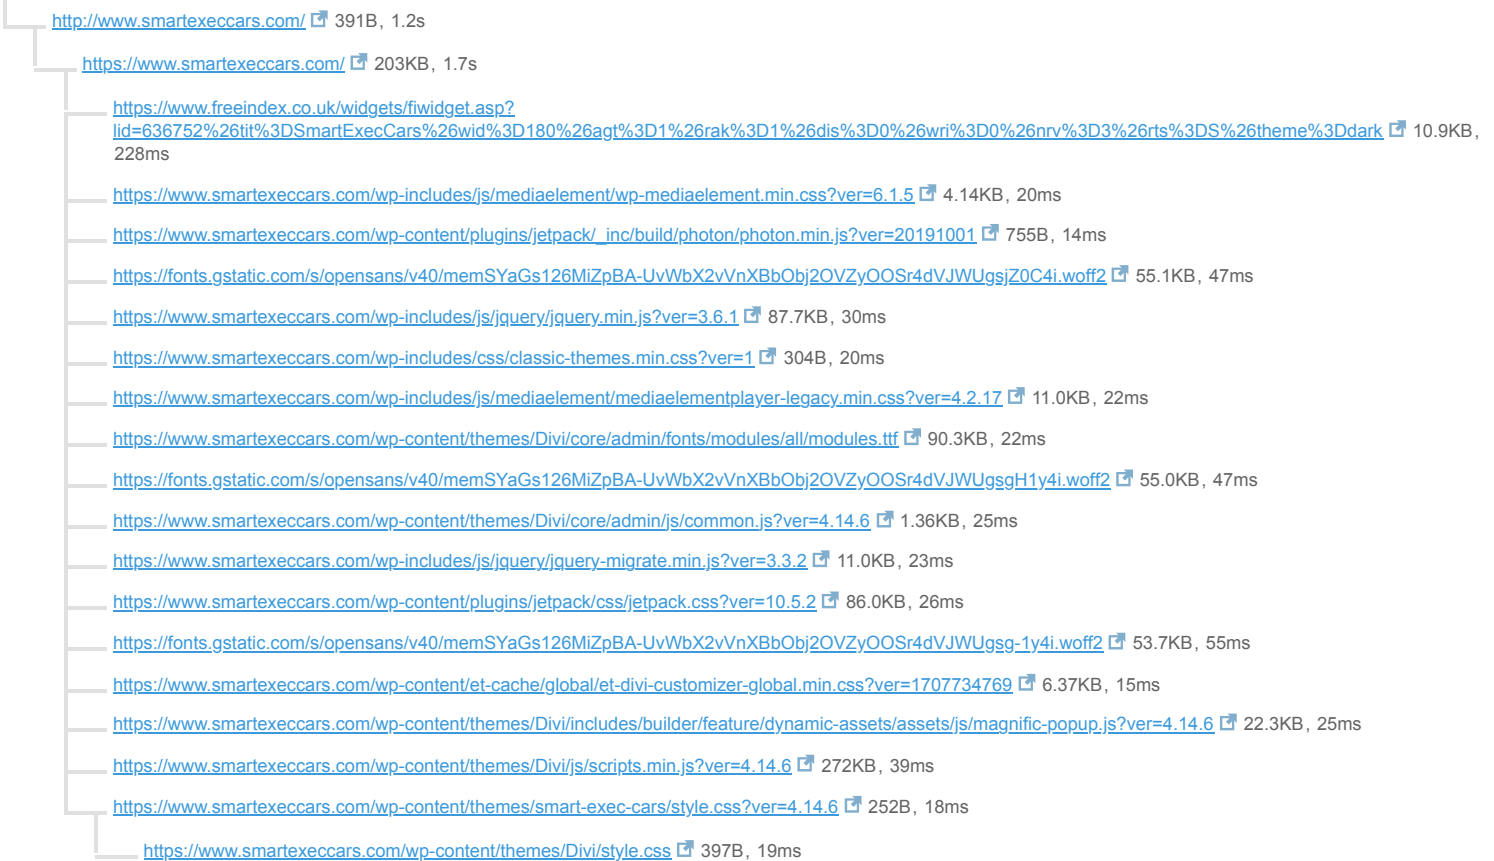 http://www.smartexeccars.com/ 391B, 1.2s
https://www.smartexeccars.com/ 203KB, 1.7s
https://www.freeindex.co.uk/widgets/fiwidget.asp?
lid=636752%26tit%3DSmartExecCars%26wid%3D180%26agt%3D1%26rak%3D1%26dis%3D0%26wri%3D0%26nrv%3D3%26rts%3DS%26theme%3Ddark 10.9KB,
228ms
https://www.smartexeccars.com/wp-includes/js/mediaelement/wp-mediaelement.min.css?ver=6.1.5 4.14KB, 20ms
https://www.smartexeccars.com/wp-content/plugins/jetpack/_inc/build/photon/photon.min.js?ver=20191001 755B, 14ms
https://fonts.gstatic.com/s/opensans/v40/memSYaGs126MiZpBA-UvWbX2vVnXBbObj2OVZyOOSr4dVJWUgsjZ0C4i.woff2 55.1KB, 47ms
https://www.smartexeccars.com/wp-includes/js/jquery/jquery.min.js?ver=3.6.1 87.7KB, 30ms
https://www.smartexeccars.com/wp-includes/css/classic-themes.min.css?ver=1 304B, 20ms
https://www.smartexeccars.com/wp-includes/js/mediaelement/mediaelementplayer-legacy.min.css?ver=4.2.17 11.0KB, 22ms
https://www.smartexeccars.com/wp-content/themes/Divi/core/admin/fonts/modules/all/modules.ttf 90.3KB, 22ms
https://fonts.gstatic.com/s/opensans/v40/memSYaGs126MiZpBA-UvWbX2vVnXBbObj2OVZyOOSr4dVJWUgsgH1y4i.woff2 55.0KB, 47ms
https://www.smartexeccars.com/wp-content/themes/Divi/core/admin/js/common.js?ver=4.14.6 1.36KB, 25ms
https://www.smartexeccars.com/wp-includes/js/jquery/jquery-migrate.min.js?ver=3.3.2 11.0KB, 23ms
https://www.smartexeccars.com/wp-content/plugins/jetpack/css/jetpack.css?ver=10.5.2 86.0KB, 26ms
https://fonts.gstatic.com/s/opensans/v40/memSYaGs126MiZpBA-UvWbX2vVnXBbObj2OVZyOOSr4dVJWUgsg-1y4i.woff2 53.7KB, 55ms
https://www.smartexeccars.com/wp-content/et-cache/global/et-divi-customizer-global.min.css?ver=1707734769 6.37KB, 15ms
https://www.smartexeccars.com/wp-content/themes/Divi/includes/builder/feature/dynamic-assets/assets/js/magnific-popup.js?ver=4.14.6 22.3KB, 25ms
https://www.smartexeccars.com/wp-content/themes/Divi/js/scripts.min.js?ver=4.14.6 272KB, 39ms
https://www.smartexeccars.com/wp-content/themes/smart-exec-cars/style.css?ver=4.14.6 252B, 18ms
https://www.smartexeccars.com/wp-content/themes/Divi/style.css 397B, 19ms